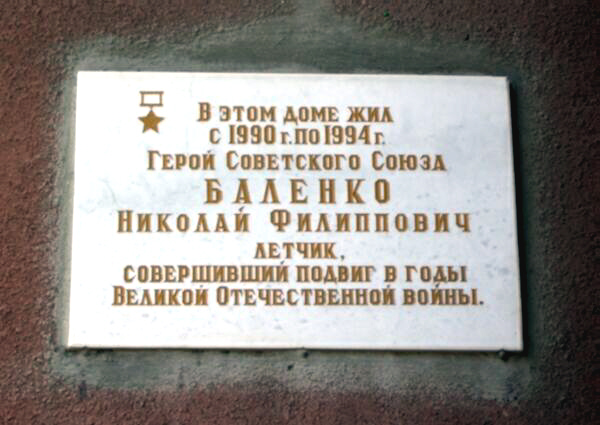 В этом доме жил
с 1990 г. по 1994 г.
Герой Советского Союза
БАЛЕНКО
Николай Филиппович
летчик,
совершивший подвиг в годы
Великой Отечественной войны.